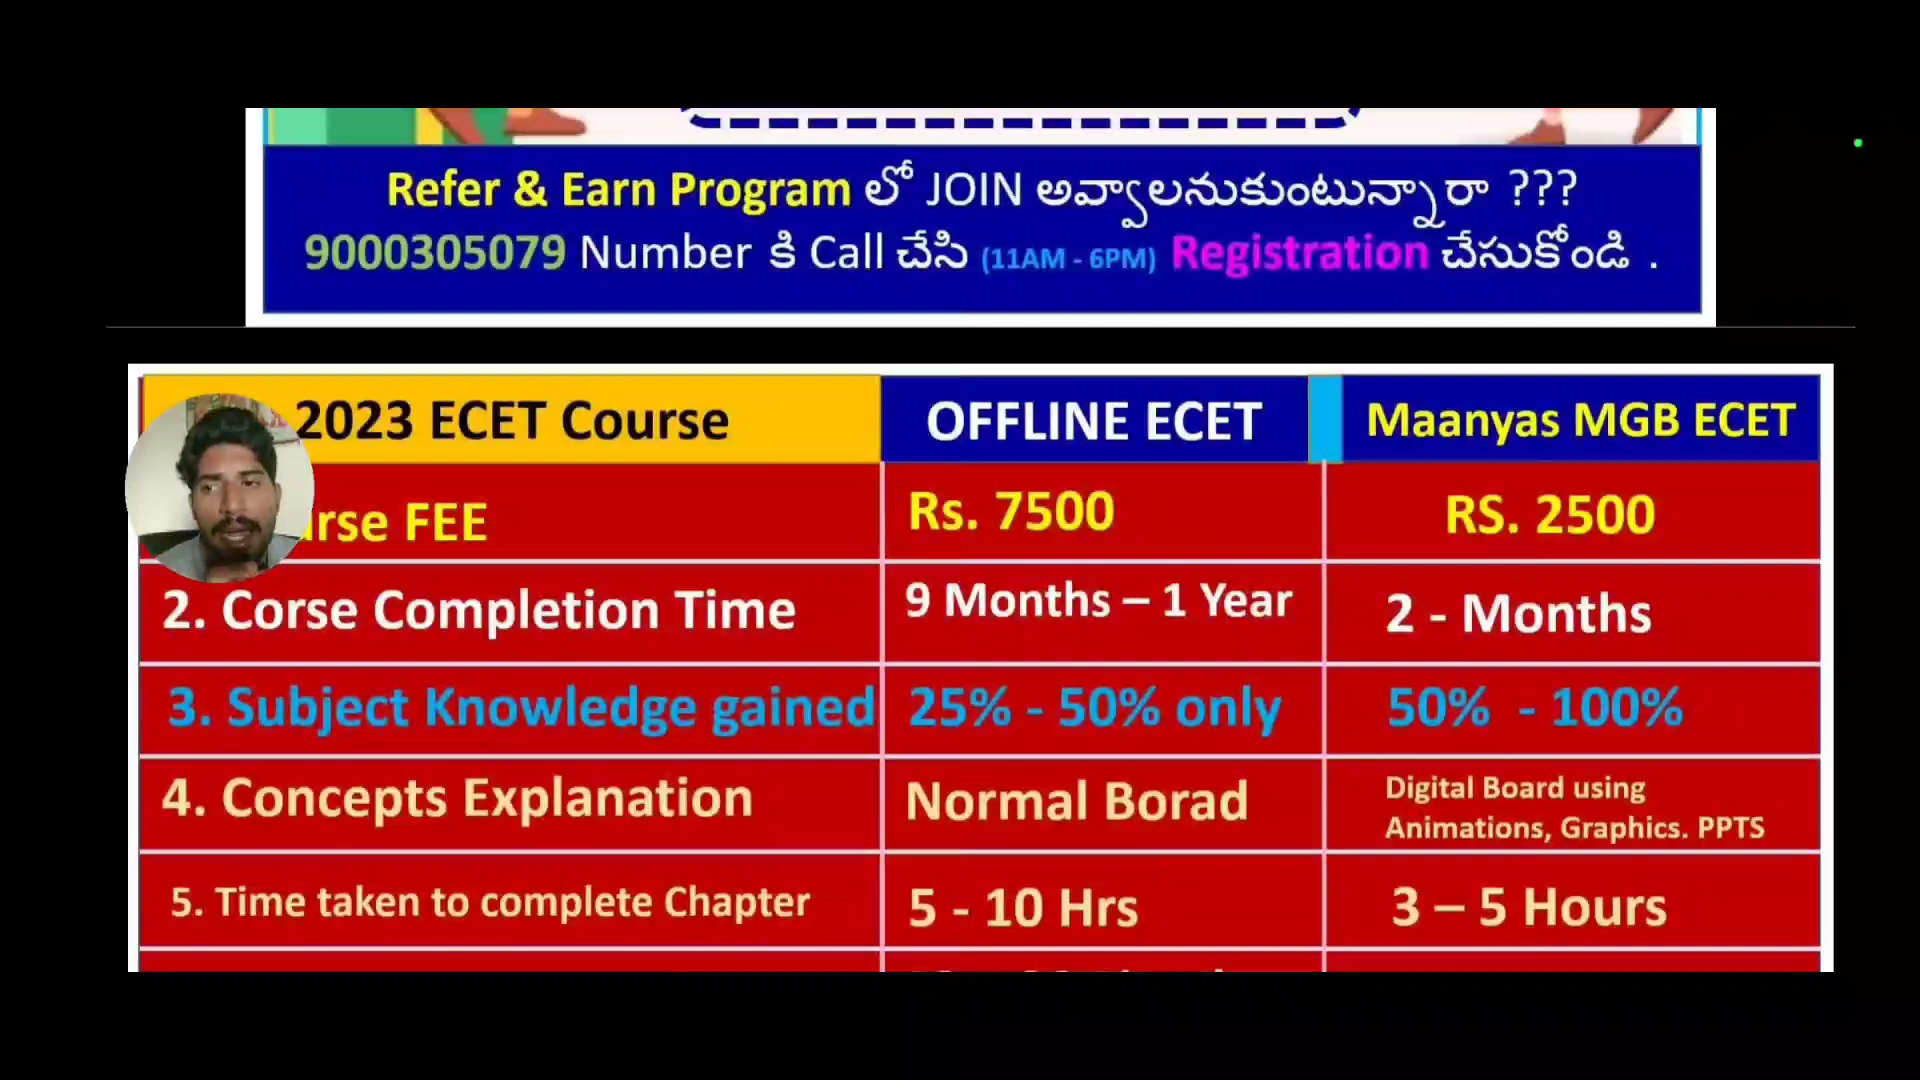 Refer & Earn Program లో JOIN అవ్వాలనుకుంటున్నారా ???
9000305079 Number కి Call చేసి (11AM - 6PM) Registration చేసుకోండి .
2023 ECET Course OFFLINE ECET Maanyas MGB ECET
FEE Rs. 7500 RS. 2500
2. Corse Completion Time 9 Months – 1 Year 2 - Months
3. Subject Knowledge gained 25% - 50% only 50% - 100%
4. Concepts Explanation Normal Borad Digital Board using
Animations, Graphics. PPTS
5. Time taken to complete Chapter 5 - 10 Hrs 3 – 5 Hours